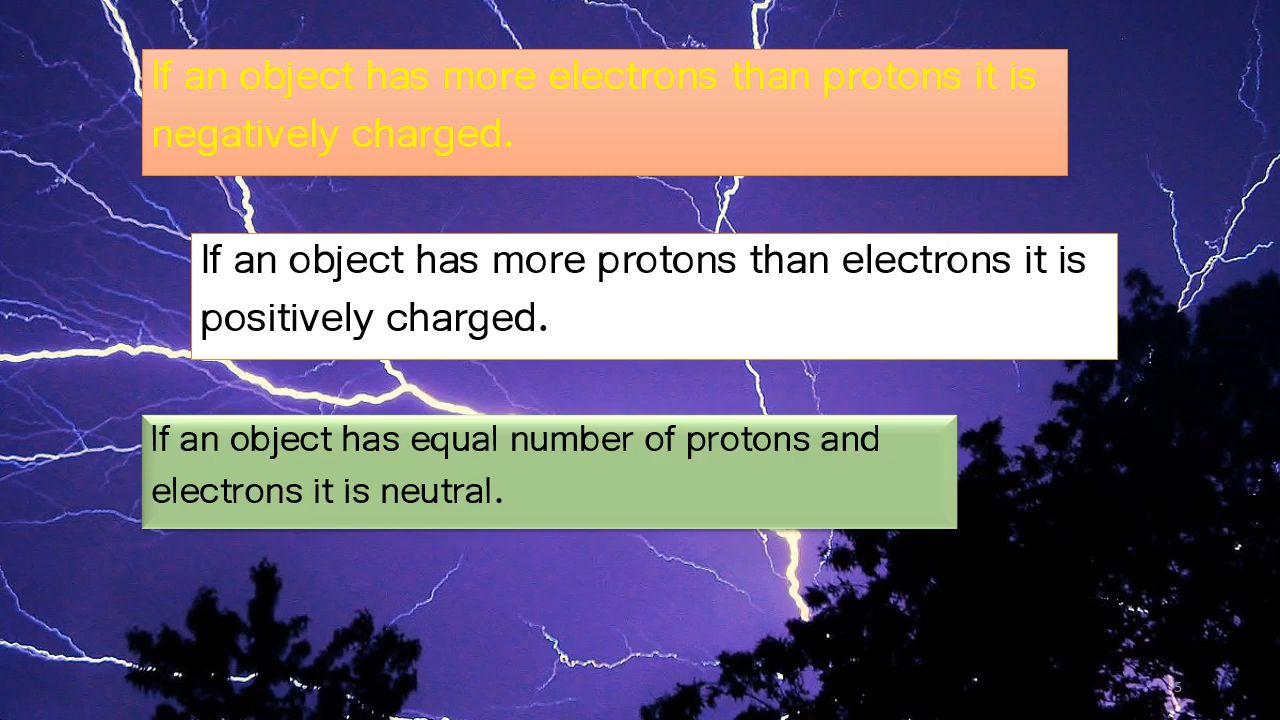 If an object has more electrons than protons it is
negatively charged.
If an object has more protons than electrons it is
positively charged.
If an object has equal number of protons and
electrons it is neutral.
5